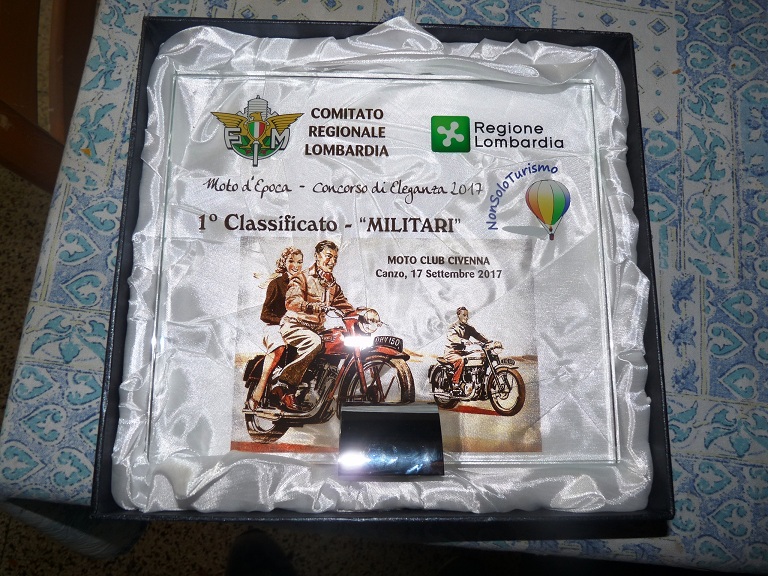 FIM
COMITATO
REGIONALE
LOMBARDIA
Regione
Lombardia
Moto d'Epoca - Concorso di Eleganza 2017
NonSoloTurismo
1° Classificato - "MILITARI"
MOTO CLUB CIVENNA
Canzo, 17 Settembre 2017